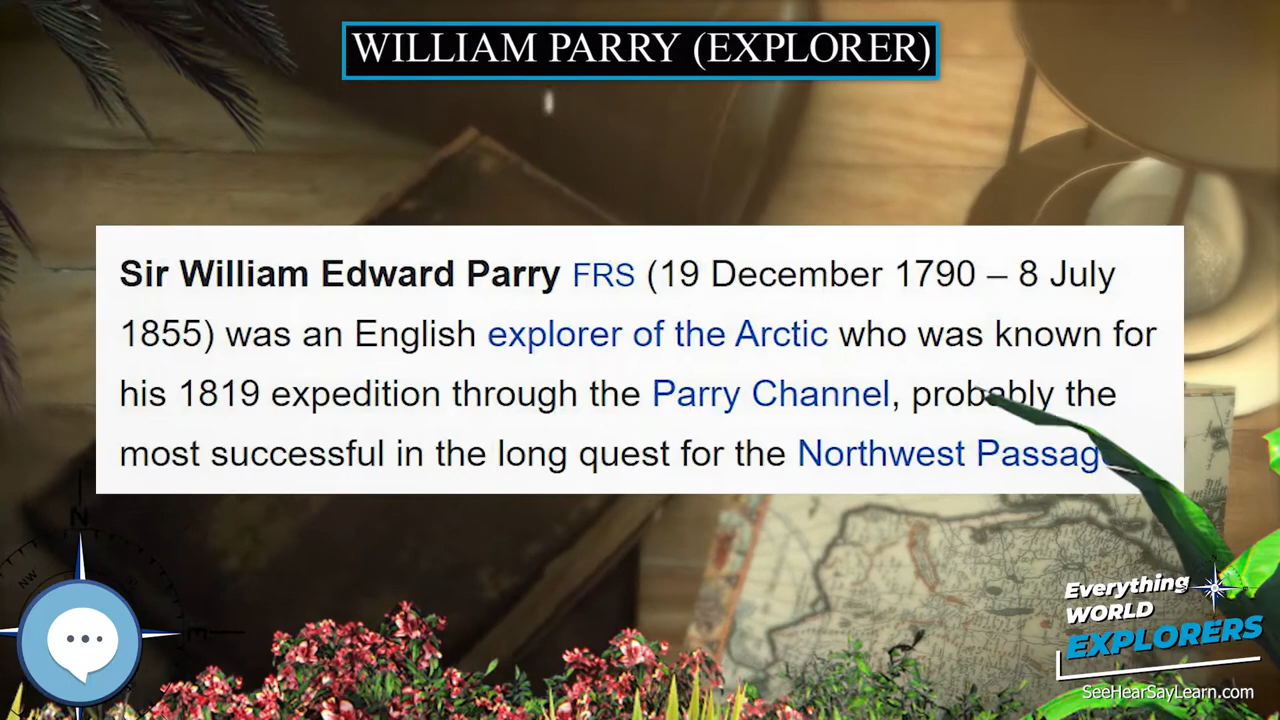 WILLIAM PARRY (EXPLORER)
Sir William Edward Parry FRS (19 December 1790 – 8 July
1855) was an English explorer of the Arctic who was known for
his 1819 expedition through the Parry Channel, probably the
most successful in the long quest for the Northwest Passage
N
NW
E
Everything
WORLD
EXPLORERS
SeeHearSayLearn.com